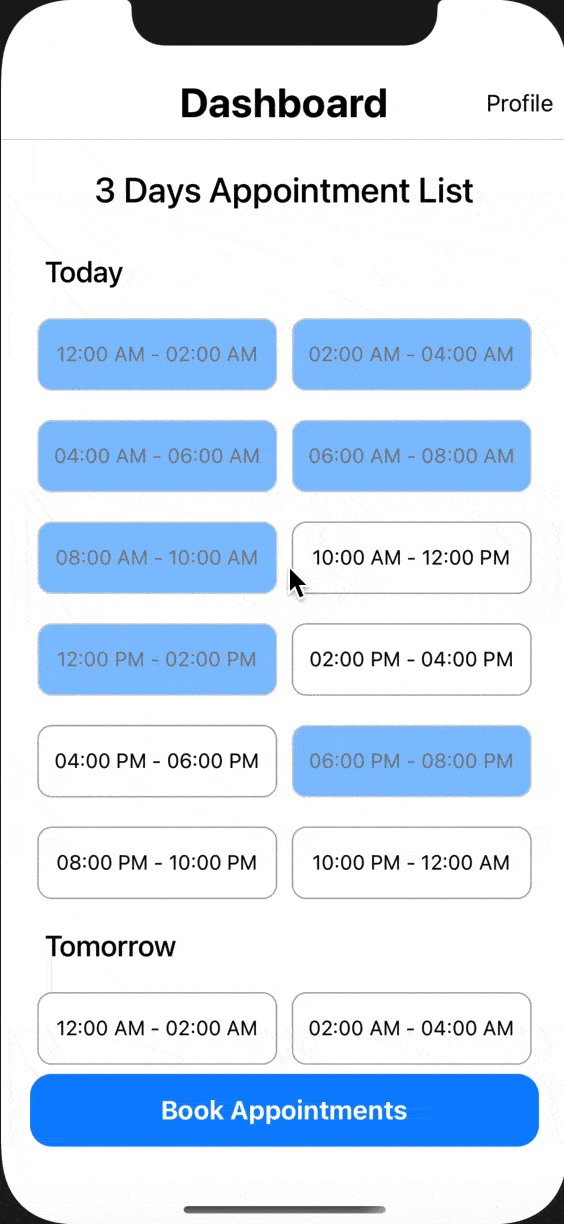 Dashboard
Profile
3 Days Appointment List
Today
12:00 AM - 02:00 AM
02:00 AM - 04:00 AM
04:00 AM - 06:00 AM
06:00 AM - 08:00 AM
08:00 AM - 10:00 AM
10:00 AM - 12:00 PM
12:00 PM - 02:00 PM
02:00 PM - 04:00 PM
04:00 PM - 06:00 PM
06:00 PM - 08:00 PM
08:00 PM - 10:00 PM
10:00 PM - 12:00 AM
Tomorrow
12:00 AM - 02:00 AM
02:00 AM - 04:00 AM
Book Appointments